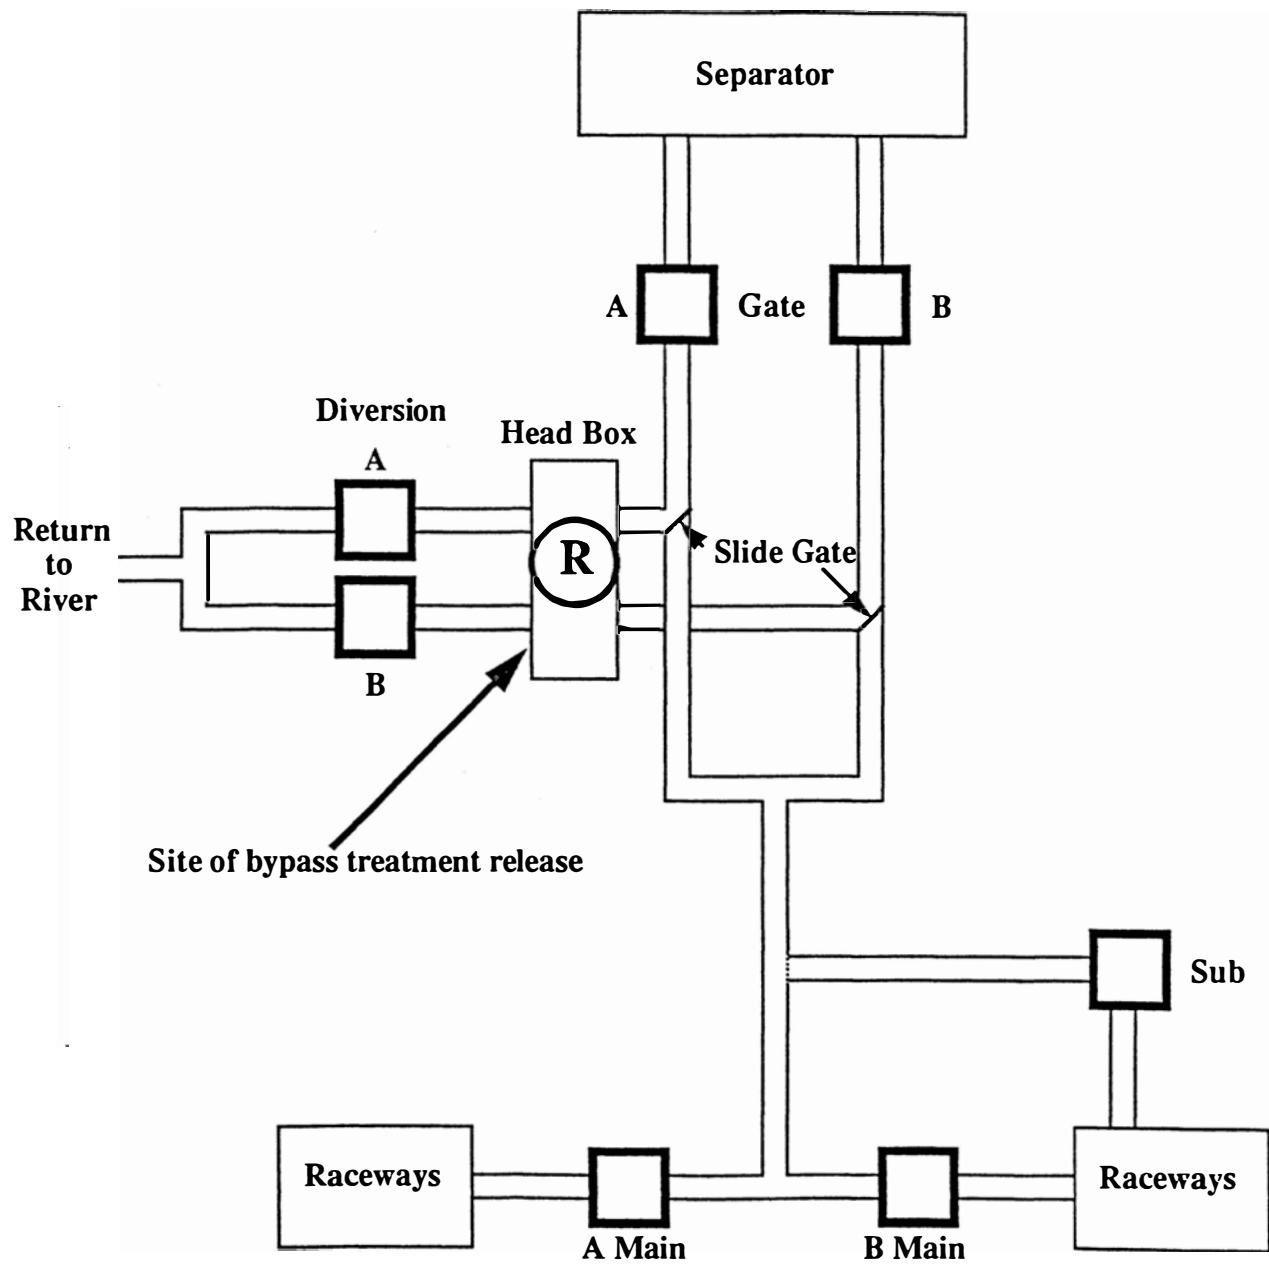 Separator
A Gate B
Diversion
A
Head Box
Return
to
River
R
Slide Gate
B
Site of bypass treatment release
Sub
Raceways
Raceways
A Main
B Main